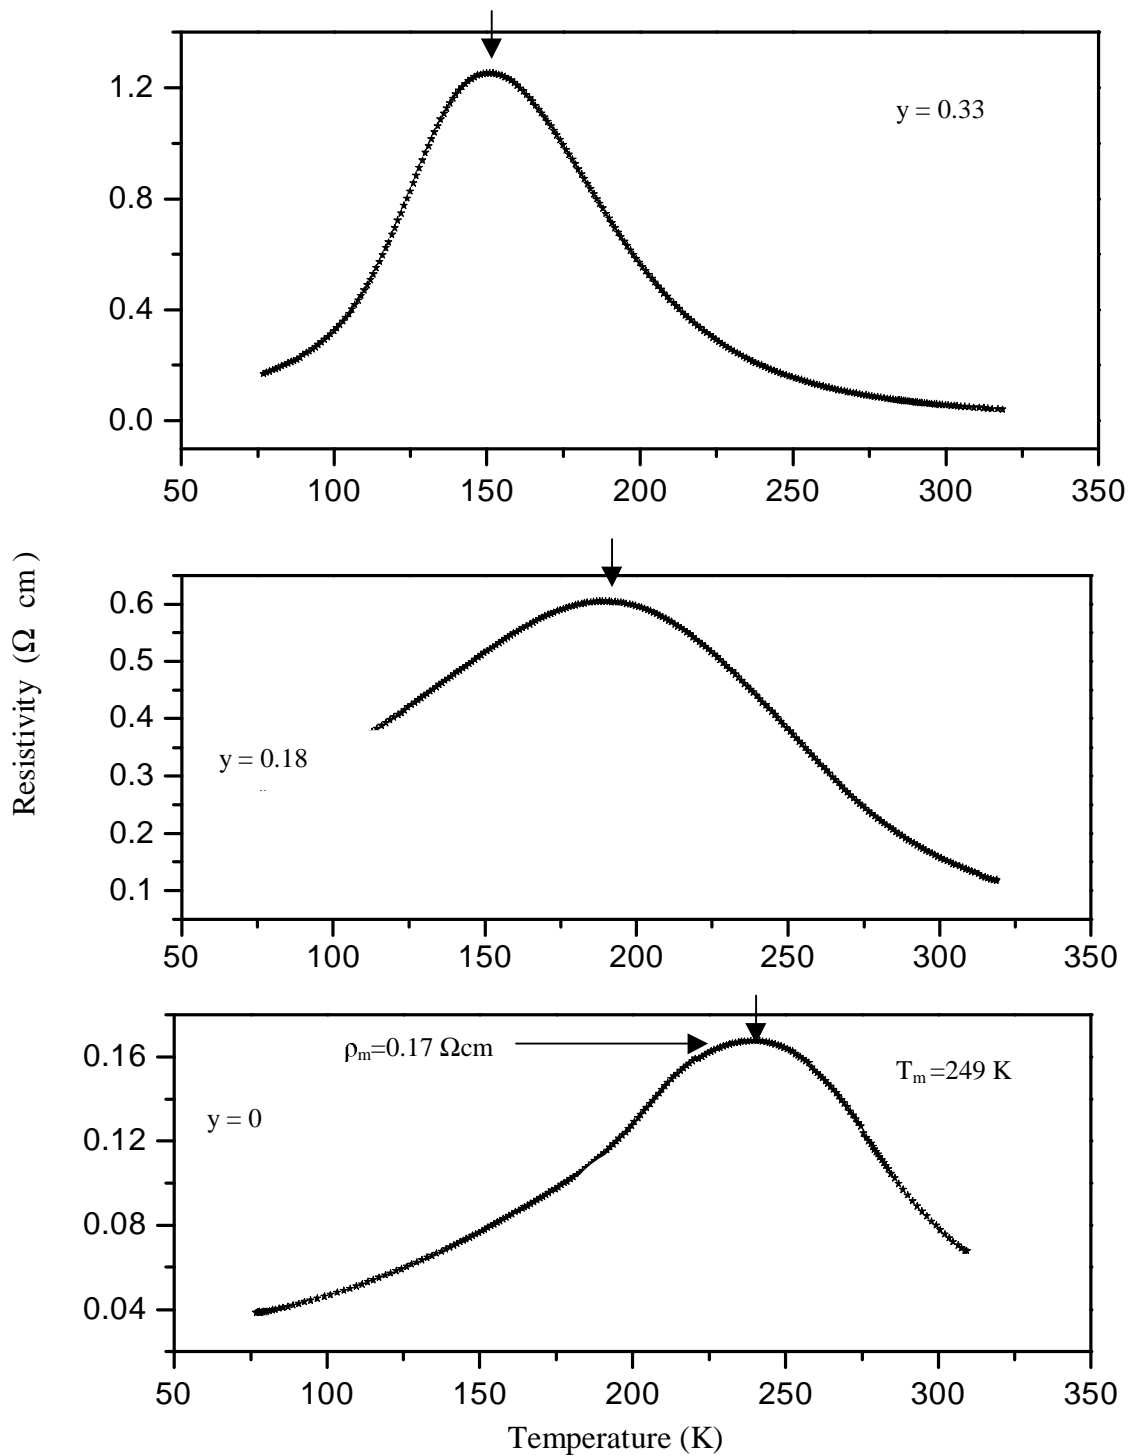 1.2
0.8
0.4
0.0
y = 0.33
50 100 150 200 250 300 350
Resistivity (Ω cm)
0.6
0.5
0.4
0.3
0.2
0.1
y = 0.18
50 100 150 200 250 300 350
0.16
0.12
0.08
0.04
ρm=0.17 Ωcm
Tm=249 K
y = 0
50 100 150 200 250 300 350
Temperature (K)